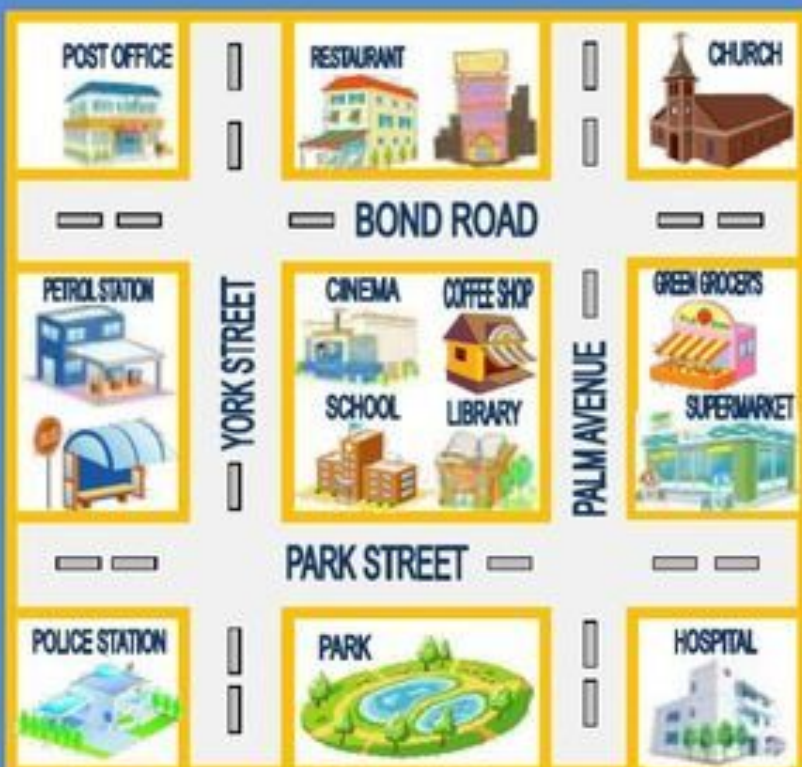 POST OFFICE
RESTAURANT
CHURCH
BOND ROAD
PETROL STATION
YORK STREET
CINEMA
COFFEE SHOP
PALM AVENUE
GREEN GROCER'S
SCHOOL
LIBRARY
SUPERMARKET
PARK STREET
POLICE STATION
PARK
HOSPITAL